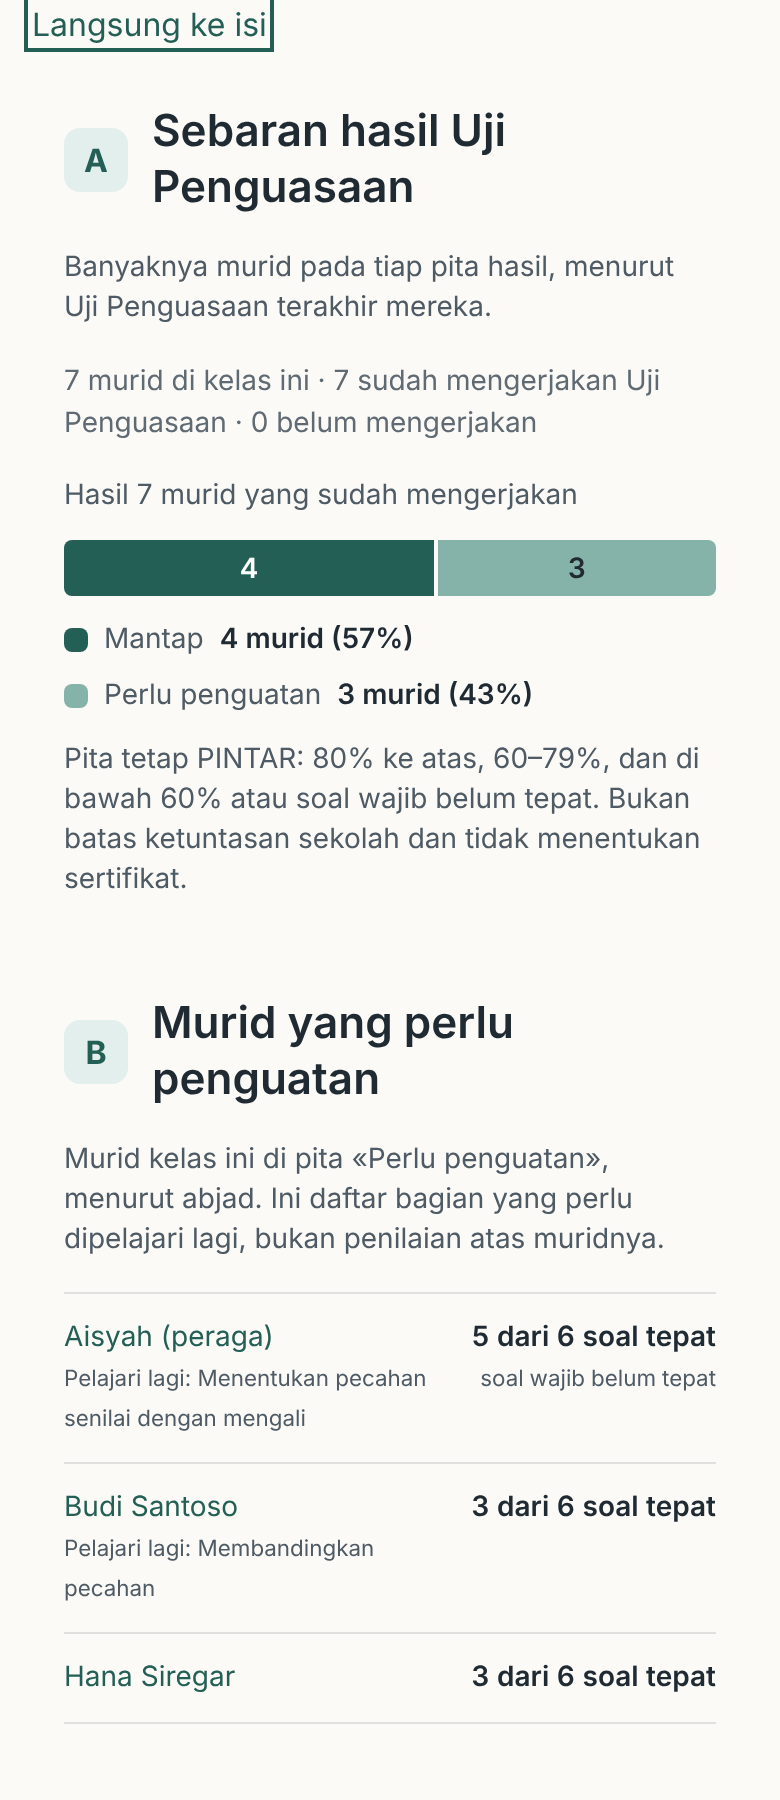 Langsung ke isi
A
Sebaran hasil Uji
Penguasaan
Banyaknya murid pada tiap pita hasil, menurut
Uji Penguasaan terakhir mereka.
7 murid di kelas ini · 7 sudah mengerjakan Uji
Penguasaan · 0 belum mengerjakan
Hasil 7 murid yang sudah mengerjakan
4 3
Mantap 4 murid (57%)
Perlu penguatan 3 murid (43%)
Pita tetap PINTAR: 80% ke atas, 60–79%, dan di
bawah 60% atau soal wajib belum tepat. Bukan
batas ketuntasan sekolah dan tidak menentukan
sertifikat.
B
Murid yang perlu
penguatan
Murid kelas ini di pita «Perlu penguatan»,
menurut abjad. Ini daftar bagian yang perlu
dipelajari lagi, bukan penilaian atas muridnya.
Aisyah (peraga) 5 dari 6 soal tepat
Pelajari lagi: Menentukan pecahan soal wajib belum tepat
senilai dengan mengali
Budi Santoso 3 dari 6 soal tepat
Pelajari lagi: Membandingkan
pecahan
Hana Siregar 3 dari 6 soal tepat